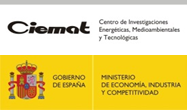 Ciemat
Centro de Investigaciones
Energéticas, Medioambientales
y Tecnológicas
GOBIERNO
DE ESPAÑA
MINISTERIO
DE ECONOMÍA, INDUSTRIA
Y COMPETITIVIDAD